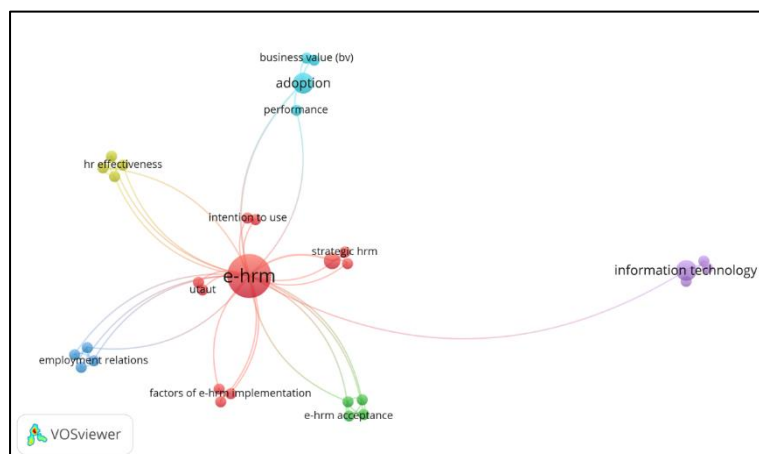 business value (bv)
adoption
performance
hr effectiveness
intention to use
strategic hrm
information technology
e-hrm
utaut
employment relations
factors of e-hrm implementation
e-hrm acceptance
VOSviewer